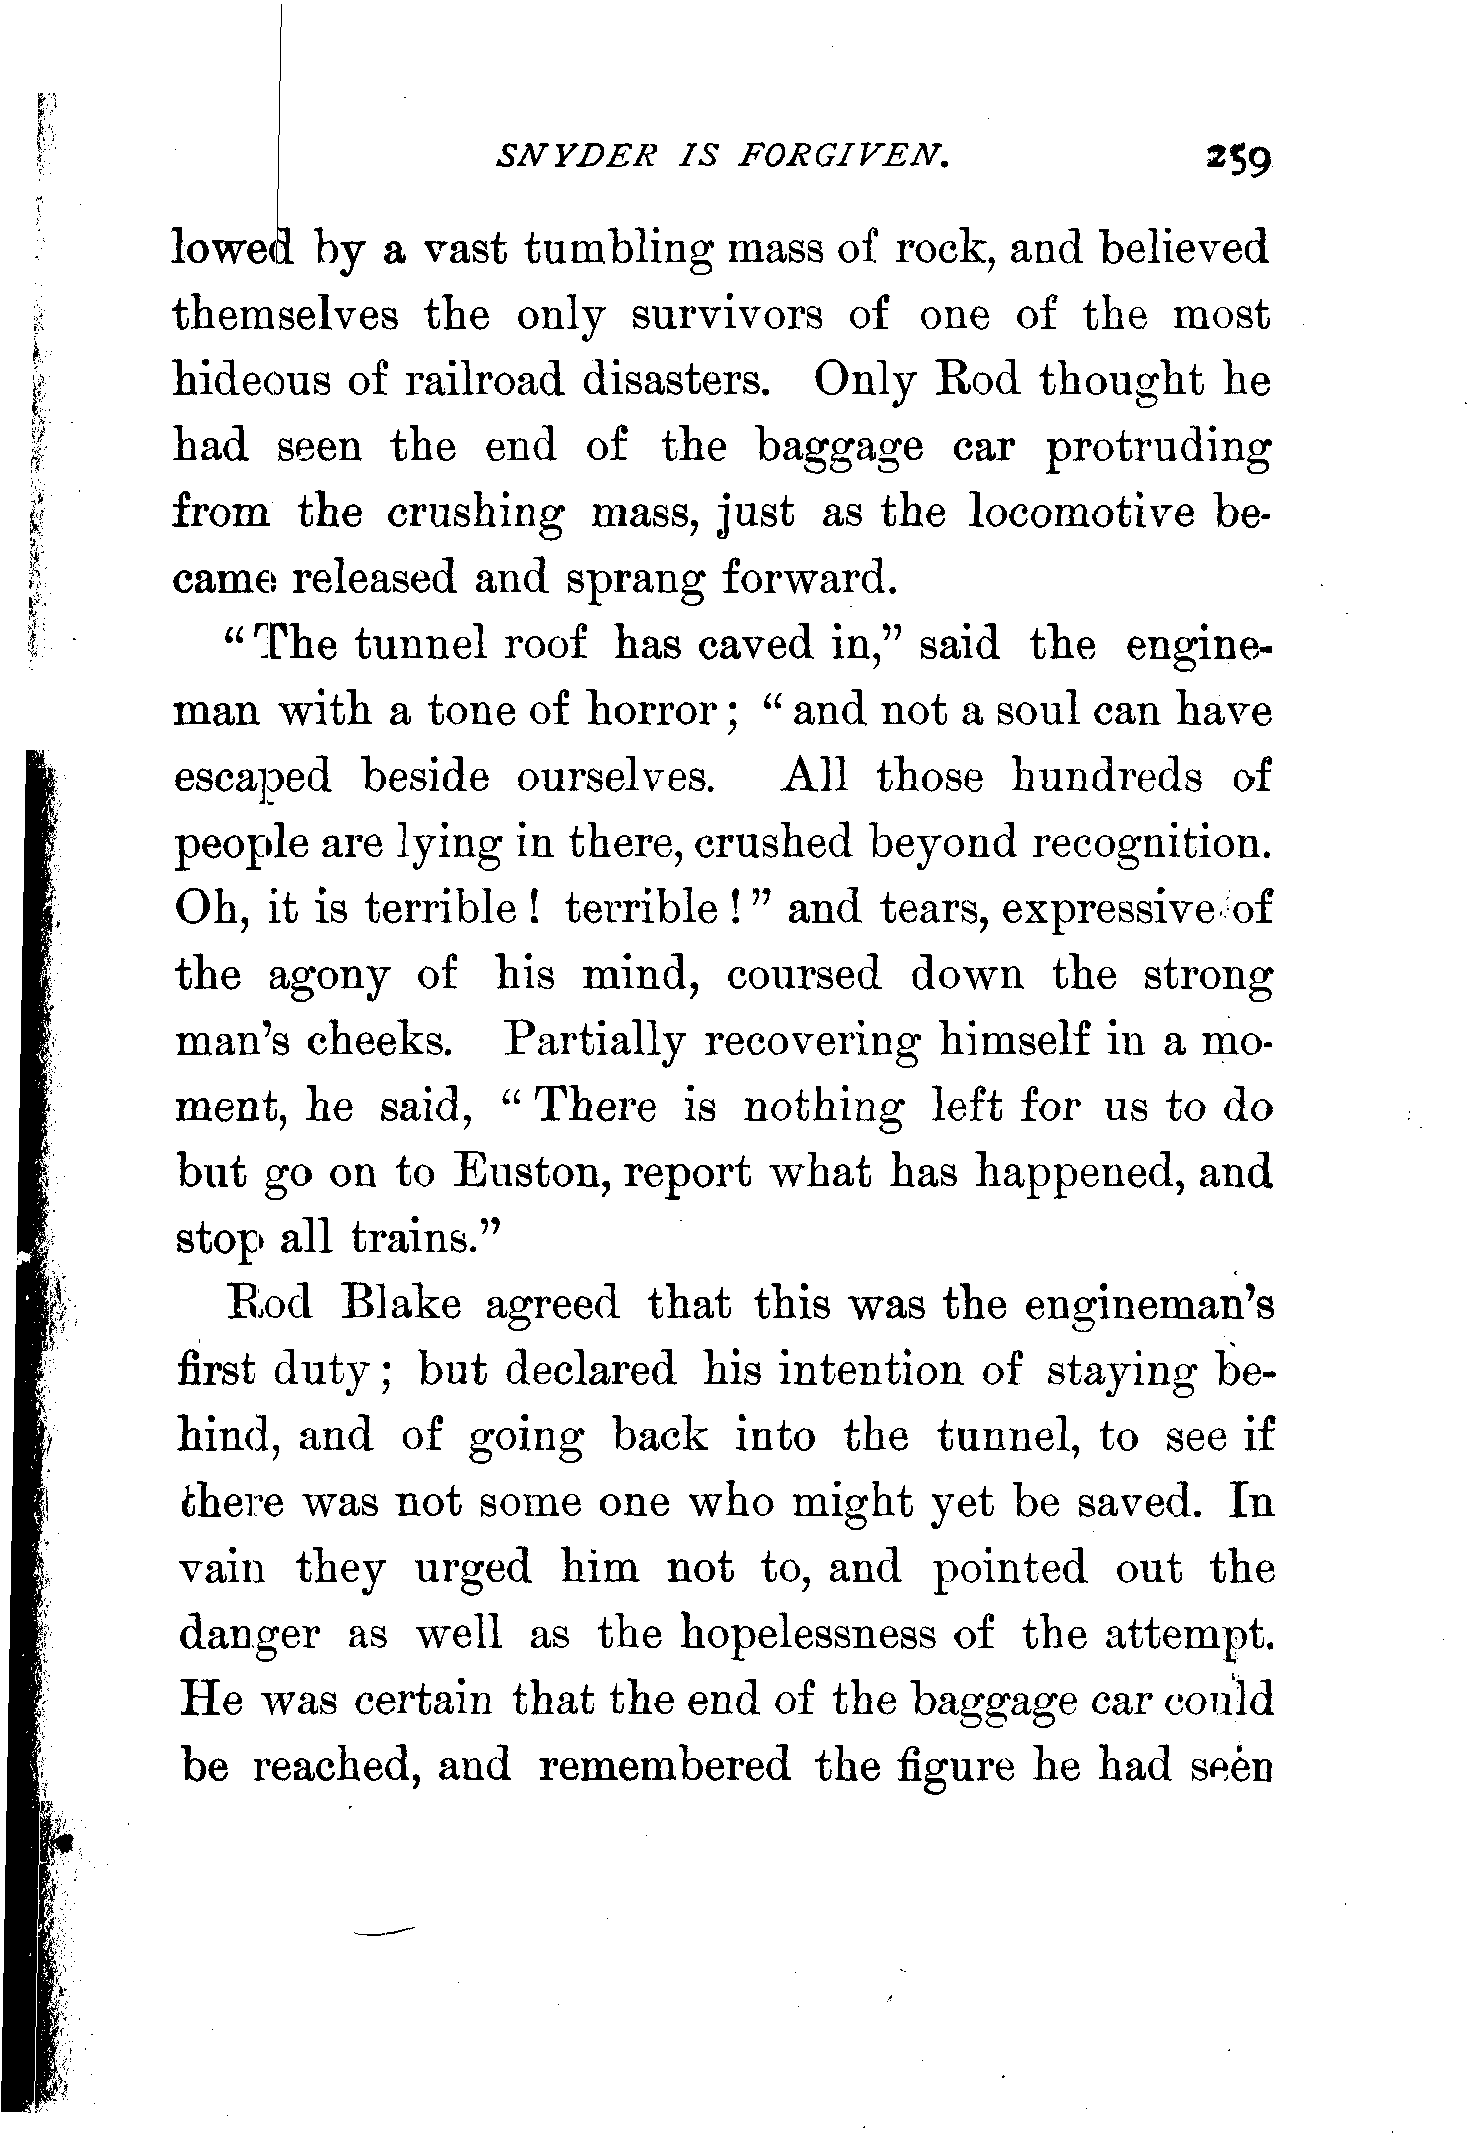 SNYDER IS FORGIVEN. 259
lowed by a vast tumbling mass of rock, and believed
themselves the only survivors of one of the most
hideous of railroad disasters. Only Rod thought he
had seen the end of the baggage car protruding
from the crushing mass, just as the locomotive be-
came released and sprang forward.
"The tunnel roof has caved in," said the engine-
man with a tone of horror; "and not a soul can have
escaped beside ourselves. All those hundreds of
people are lying in there, crushed beyond recognition.
Oh, it is terrible! terrible!" and tears, expressive of
the agony of his mind, coursed down the strong
man's cheeks. Partially recovering himself in a mo-
ment, he said, "There is nothing left for us to do
but go on to Euston, report what has happened, and
stop all trains."
Rod Blake agreed that this was the engineman's
first duty; but declared his intention of staying be-
hind, and of going back into the tunnel, to see if
there was not some one who might yet be saved. In
vain they urged him not to, and pointed out the
danger as well as the hopelessness of the attempt.
He was certain that the end of the baggage car could
be reached, and remembered the figure he had seen